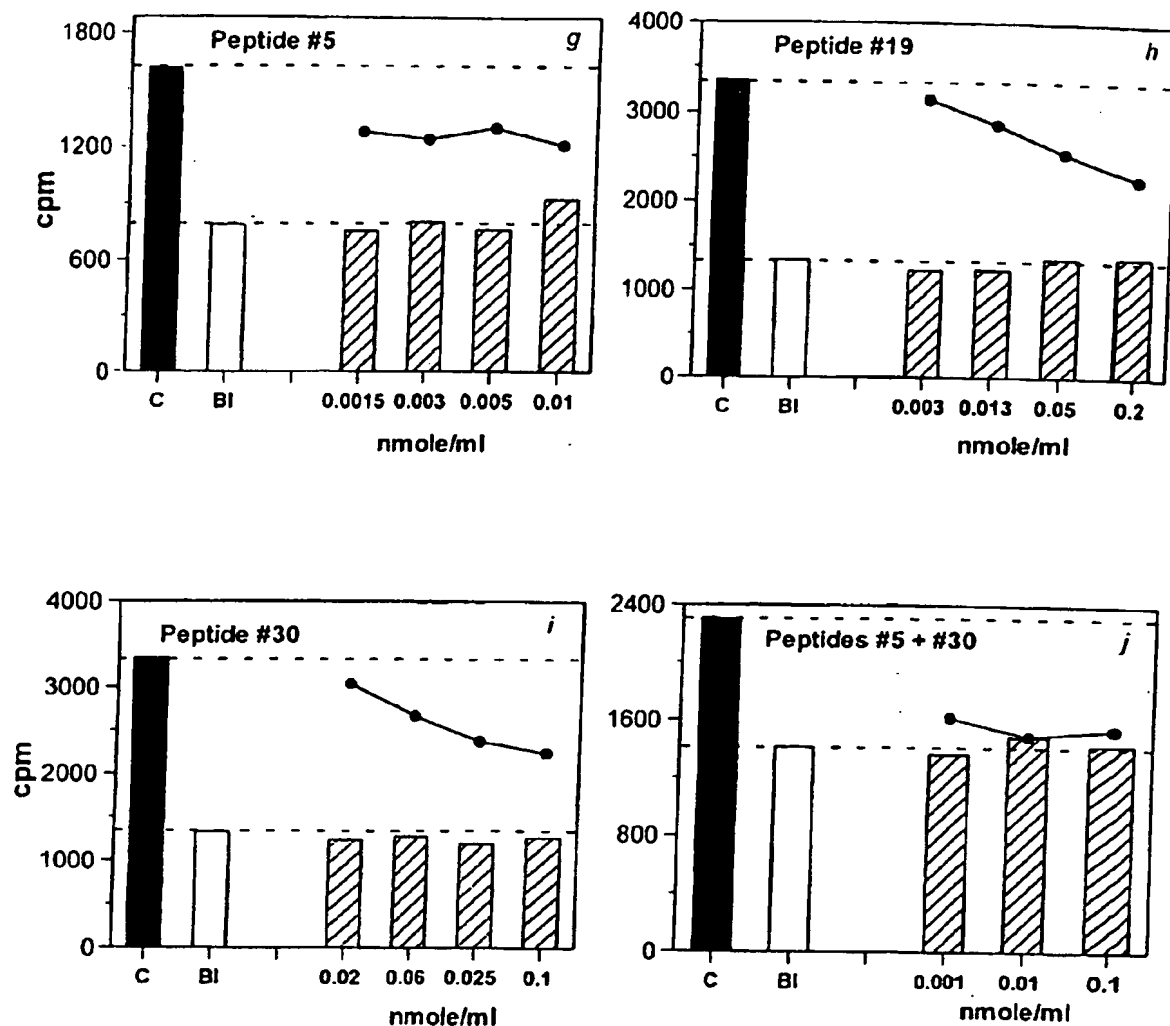 Peptide #5
g
1800
1200
600
0
cpm
C BI 0.0015 0.003 0.005 0.01
nmole/ml
Peptide #19
h
4000
3000
2000
1000
0
C BI 0.003 0.013 0.05 0.2
nmole/ml
Peptide #30
i
4000
3000
2000
1000
0
cpm
C BI 0.02 0.06 0.025 0.1
nmole/ml
Peptides #5 + #30
j
2400
1600
800
0
C BI 0.001 0.01 0.1
nmole/ml